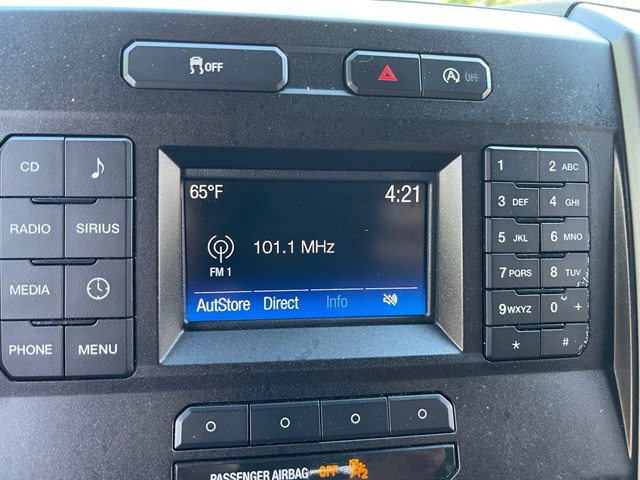 OFF
A OFF
CD
RADIO SIRIUS
MEDIA
PHONE MENU
65°F 4:21
101.1 MHz
FM 1
AutoStore Direct Info
1 2 ABC
3 DEF 4 GHI
5 JKL 6 MNO
7 PQRS 8 TUV
9 WXYZ 0 +
* #
PASSENGER AIRBAG OFF 2